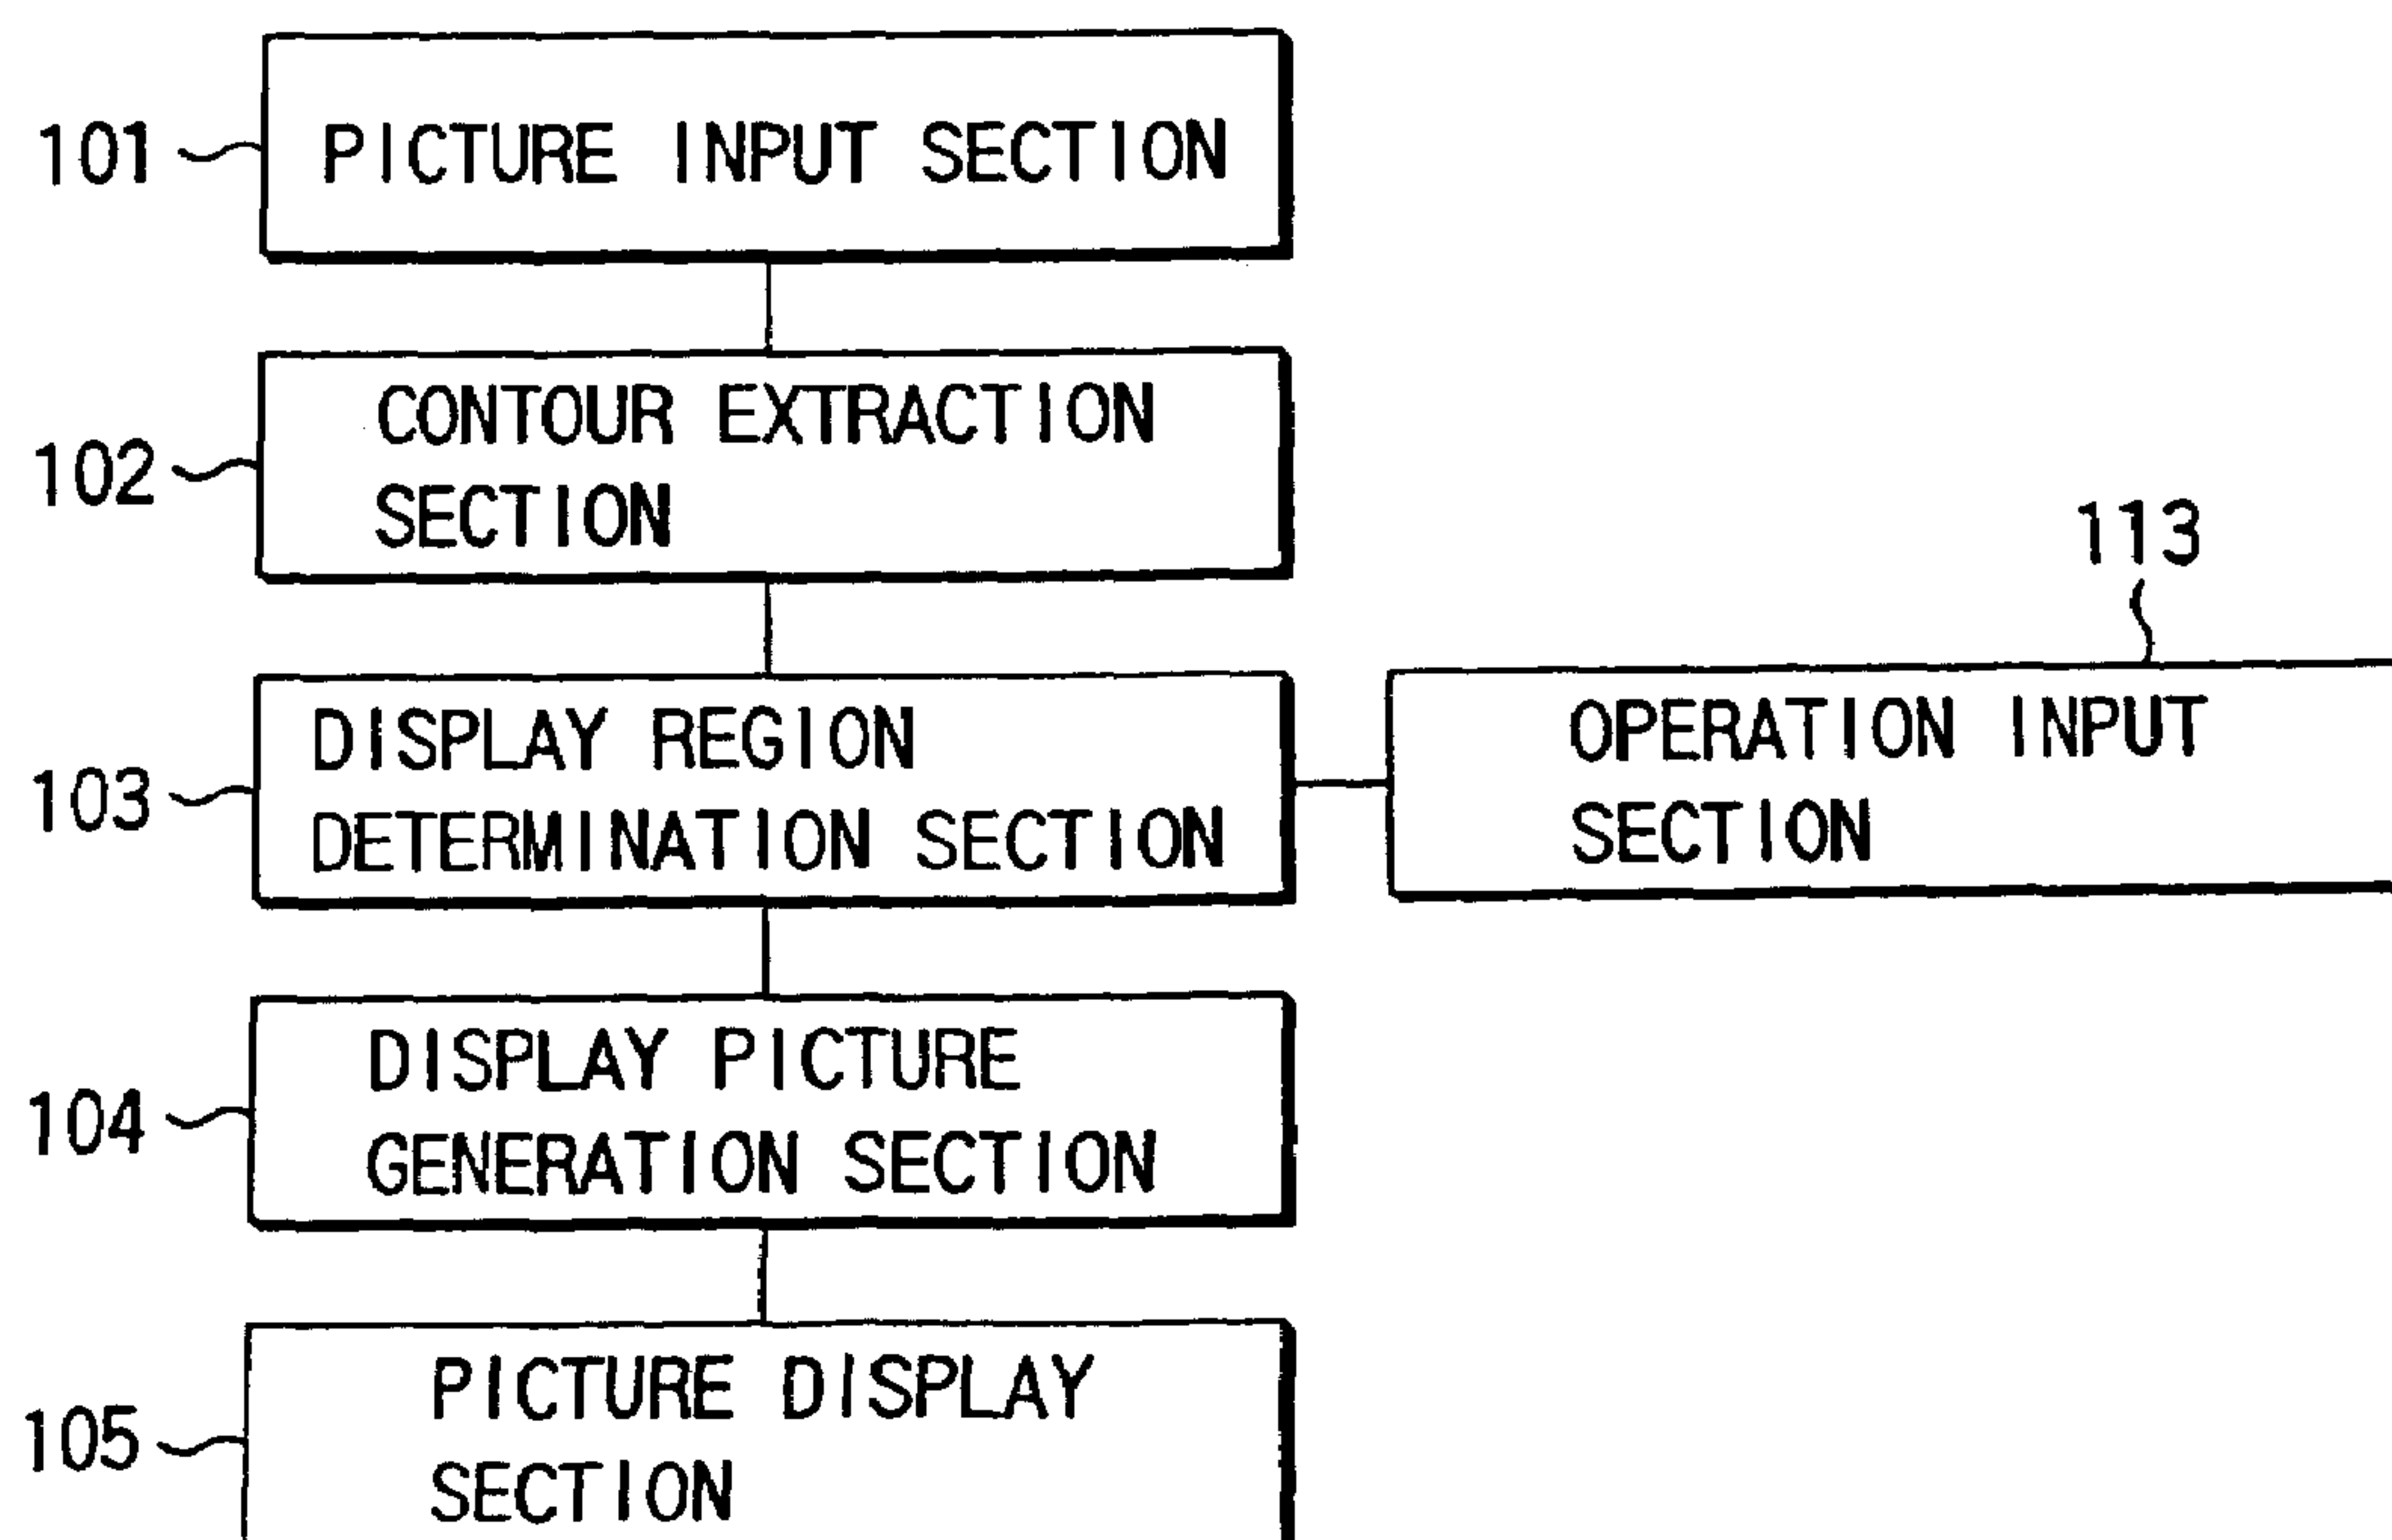 101
PICTURE INPUT SECTION
102
CONTOUR EXTRACTION
SECTION
113
103
DISPLAY REGION
DETERMINATION SECTION
OPERATION INPUT
SECTION
104
DISPLAY PICTURE
GENERATION SECTION
105
PICTURE DISPLAY
SECTION